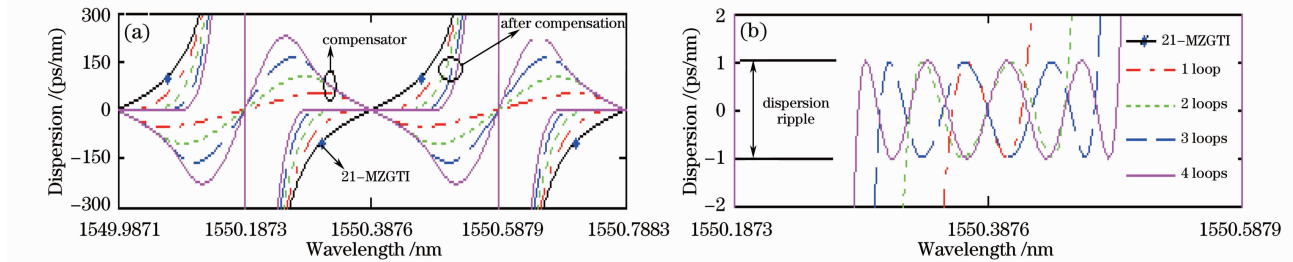 (a)
Dispersion /(ps/nm)
300
150
0
-150
-300
compensator
after compensation
21-MZGTI
1549.9871
1550.1873
1550.3876
1550.5879
1550.7883
Wavelength /nm
(b)
Dispersion /(ps/nm)
2
1
0
-1
-2
dispersion
ripple
21-MZGTI
1 loop
2 loops
3 loops
4 loops
1550.1873
1550.3876
1550.5879
Wavelength /nm